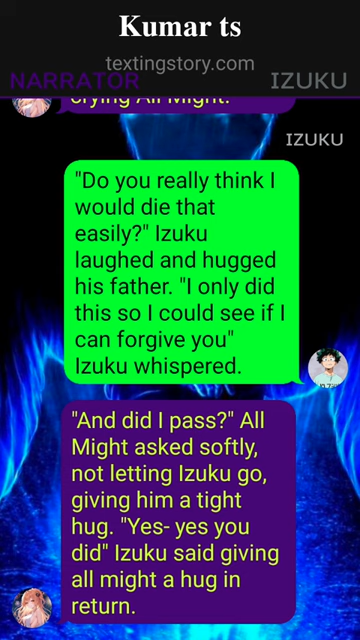 Kumar ts
textingstory.com
NARRATOR IZUKU
crying All Might.
IZUKU
"Do you really think I
would die that
easily?" Izuku
laughed and hugged
his father. "I only did
this so I could see if I
can forgive you"
Izuku whispered.
"And did I pass?" All
Might asked softly,
not letting Izuku go,
giving him a tight
hug. "Yes- yes you
did" Izuku said giving
all might a hug in
return.